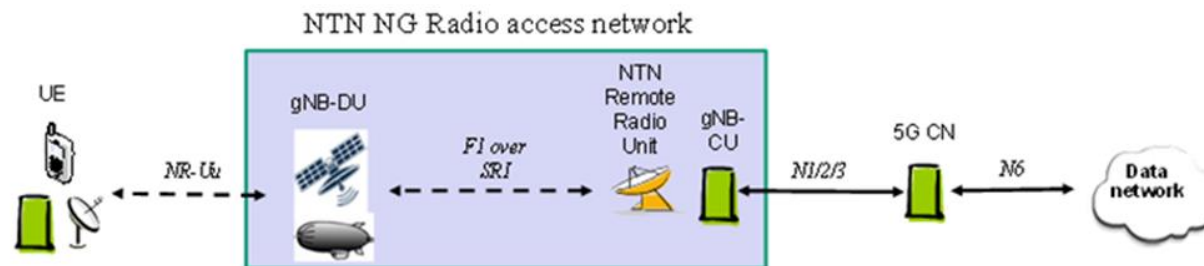 NTN NG Radio access network
UE
gNB-DU
NTN
Remote
Radio
Unit
gNB-
CU
5G CN
NR-Uu
F1 over
SRI
N1/2/3
N6
Data
network